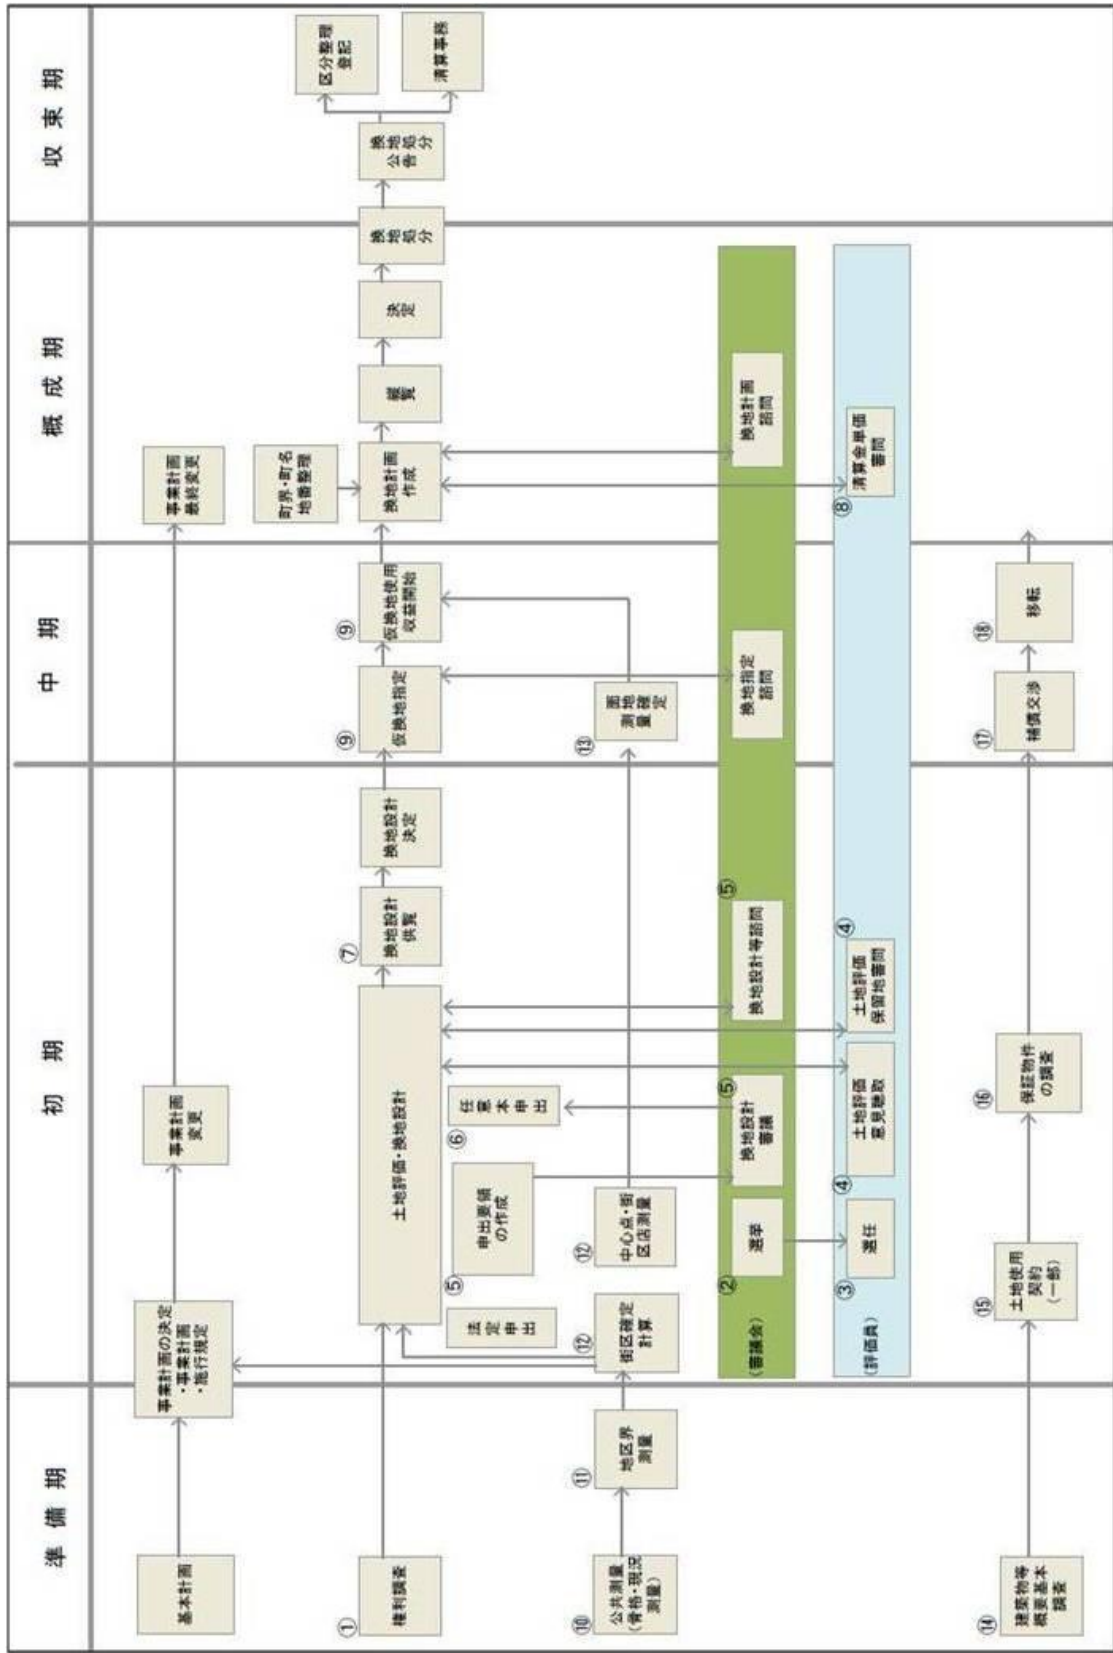 準備期
初期
中期
概成期
収束期
基本計画
事業計画の決定
・事業計画
・施行規定
事業計画
変更
事業計画
最終変更
①
権利調査
土地評価・換地設計
⑦
換地設計
供覧
換地設計
決定
⑨
仮換地指定
⑨
仮換地使用
収益開始
町界・町名
地番整理
換地計画
作成
縦覧
決定
換地処分
換地処分
公告
区分整理
登記
清算事務
法定申出
⑤
申出要領
の作成
⑥
任意本申出
⑩
公共測量
(骨格・現況
測量)
⑪
地区界
測量
⑫
街区確定
計算
⑫
中心点・街
区店測量
⑬
画地確定
測量
(審議会)
②
選挙
換地設計
審議
⑤
換地設計等諮問
⑤
換地指定
諮問
換地計画
諮問
(評価員)
③
選任
④
土地評価
意見聴取
土地評価
保留地審問
④
⑧
清算金単価
審問
⑭
建築物等
概要基本
調査
⑮
土地使用
契約
(一部)
⑯
保証物件
の調査
⑰
補償交渉
⑱
移転